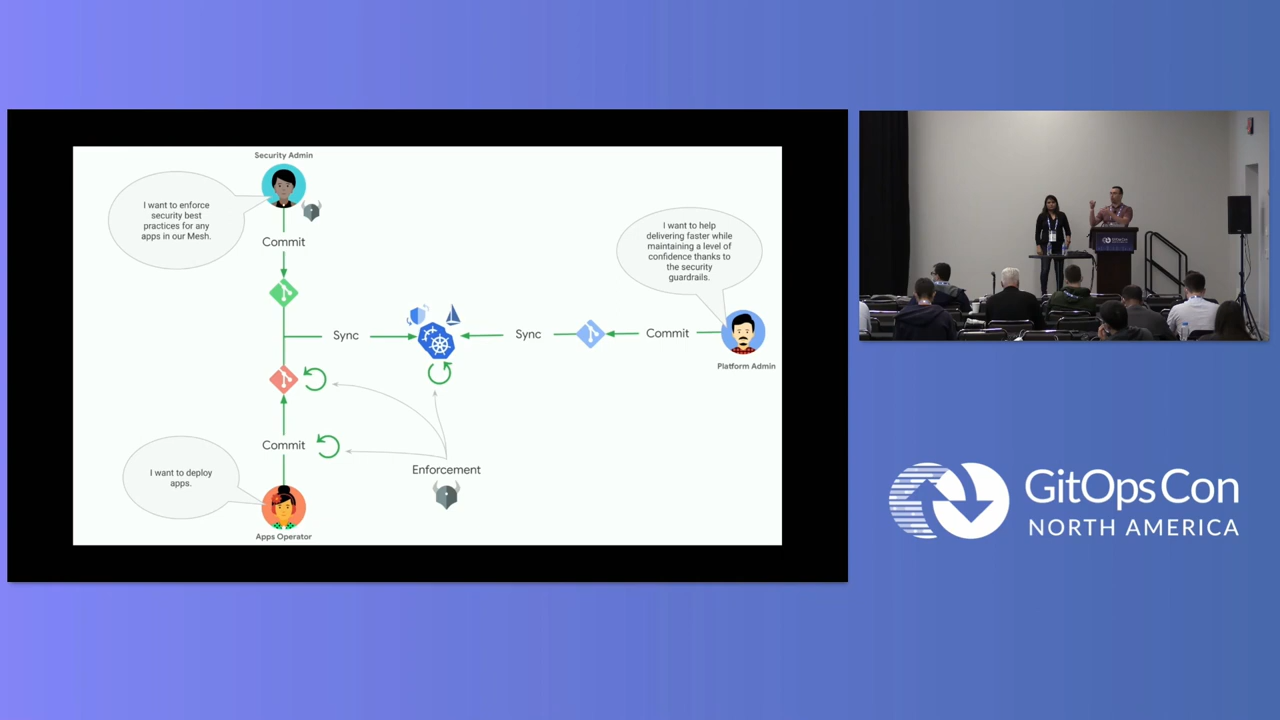 Security Admin
I want to enforce
security best
practices for any
apps in our Mesh.
Commit
I want to help
delivering faster while
maintaining a level of
confidence thanks to
the security
guardrails.
Sync
Sync
Commit
Platform Admin
Commit
Enforcement
I want to deploy
apps.
Apps Operator
GitOpsCon
NORTH AMERICA